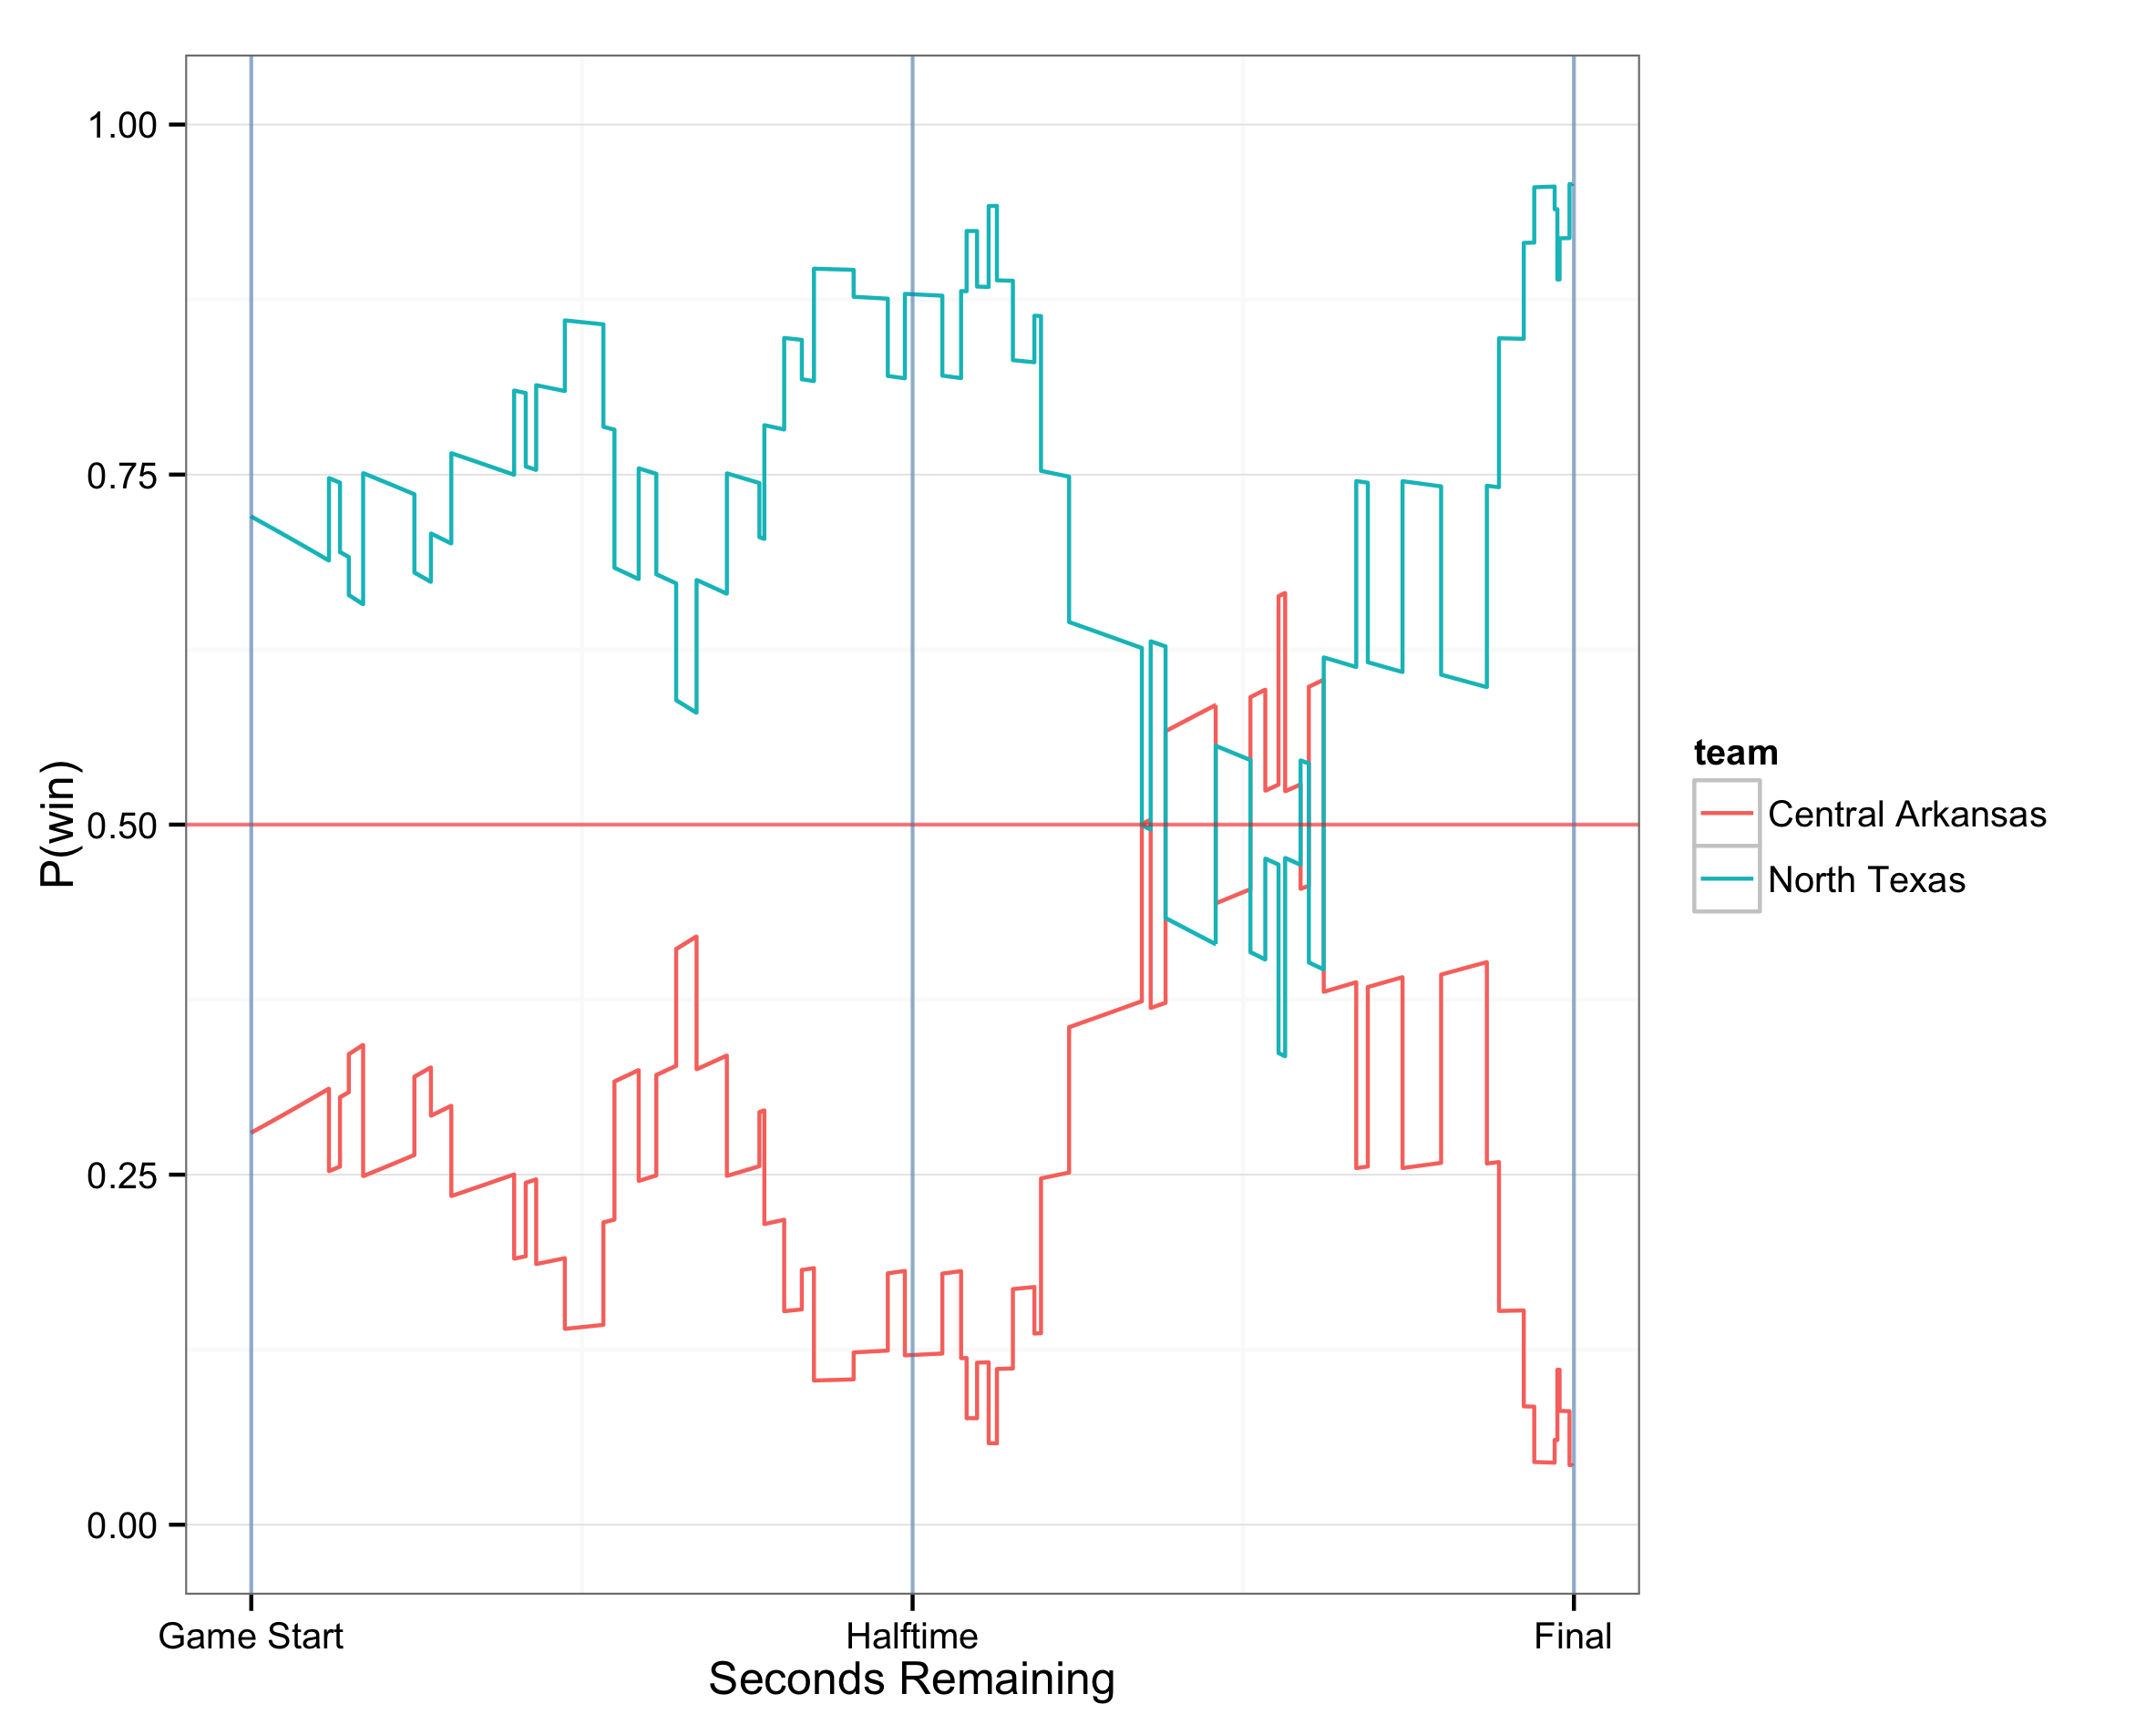 1.00
0.75
0.50
0.25
0.00
P(win)
Game Start
Halftime
Final
Seconds Remaining
team
Central Arkansas
North Texas